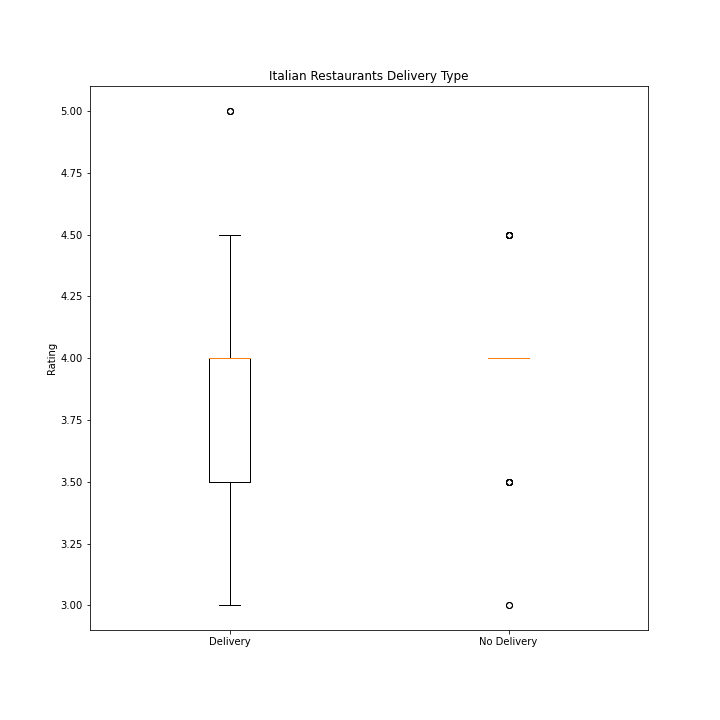 Italian Restaurants Delivery Type
5.00
4.75
4.50
4.25
4.00
3.75
3.50
3.25
3.00
Rating
Delivery
No Delivery